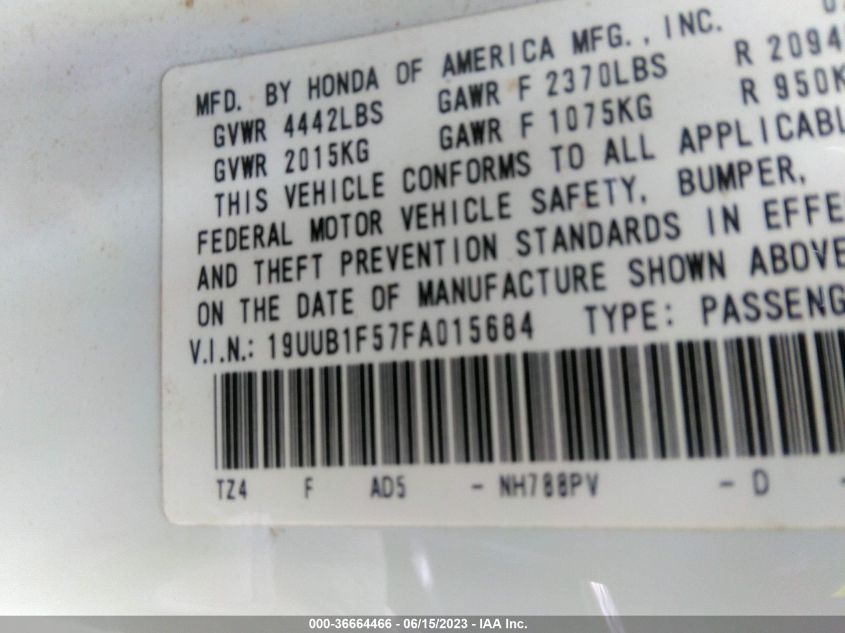 MFD. BY HONDA OF AMERICA MFG., INC.
GVWR 4442LBS GAWR F 2370LBS R 2094
GVWR 2015KG GAWR F 1075KG R 950K
THIS VEHICLE CONFORMS TO ALL APPLICABL
FEDERAL MOTOR VEHICLE SAFETY, BUMPER,
AND THEFT PREVENTION STANDARDS IN EFFE
ON THE DATE OF MANUFACTURE SHOWN ABOVE
V.I.N.: 19UUB1F57FA015684 TYPE: PASSENG
TZ4 F AD5 - NH788PV - D -
000-36664466 - 06/15/2023 - IAA Inc.